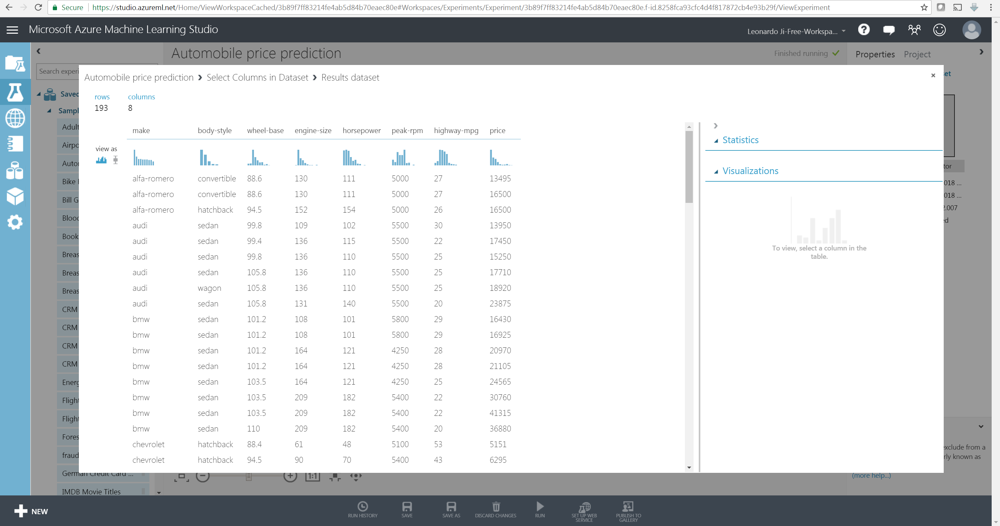 Secure https://studio.azureml.net/Home/ViewWorkspaceCached/3b89f7ff83214fe4ab5d84b70eaec80e#Workspaces/Experiments/Experiment/3b89f7ff83214fe4ab5d84b70eaec80e.f-id.8258fca93cfc4d4f817872cb4e93b29f/ViewExperiment
Microsoft Azure Machine Learning Studio
Leonardo Ji-Free-Workspa...
Automobile price prediction
Finished running
Properties Project
Search experi
Saved
Sampl
Adult
Airpo
Autor
Bike
Bill G
Blood
Book
Breas
Breas
Breas
CRM
CRM
CRM
CRM
Energ
Flight
Flight
Fores
fraud
German Credit Card ...
IMDB Movie Titles
Automobile price prediction › Select Columns in Dataset › Results dataset
rows columns
193 8
make body-style wheel-base engine-size horsepower peak-rpm highway-mpg price
view as
alfa-romero convertible 88.6 130 111 5000 27 13495
alfa-romero convertible 88.6 130 111 5000 27 16500
alfa-romero hatchback 94.5 152 154 5000 26 16500
audi sedan 99.8 109 102 5500 30 13950
audi sedan 99.4 136 115 5500 22 17450
audi sedan 99.8 136 110 5500 25 15250
audi sedan 105.8 136 110 5500 25 17710
audi wagon 105.8 136 110 5500 25 18920
audi sedan 105.8 131 140 5500 20 23875
bmw sedan 101.2 108 101 5800 29 16430
bmw sedan 101.2 108 101 5800 29 16925
bmw sedan 101.2 164 121 4250 28 20970
bmw sedan 101.2 164 121 4250 28 21105
bmw sedan 103.5 164 121 4250 25 24565
bmw sedan 103.5 209 182 5400 22 30760
bmw sedan 103.5 209 182 5400 22 41315
bmw sedan 110 209 182 5400 20 36880
chevrolet hatchback 88.4 61 48 5100 53 5151
chevrolet hatchback 94.5 90 70 5400 43 6295
Statistics
Visualizations
To view, select a column in the
table.
et
tor
018 ...
018 ...
2.007
ed
exclude from a
rly known as
(more help...)
1:1
NEW
RUN HISTORY
SAVE
SAVE AS
DISCARD CHANGES
RUN
SET UP WEB
SERVICE
PUBLISH TO
GALLERY